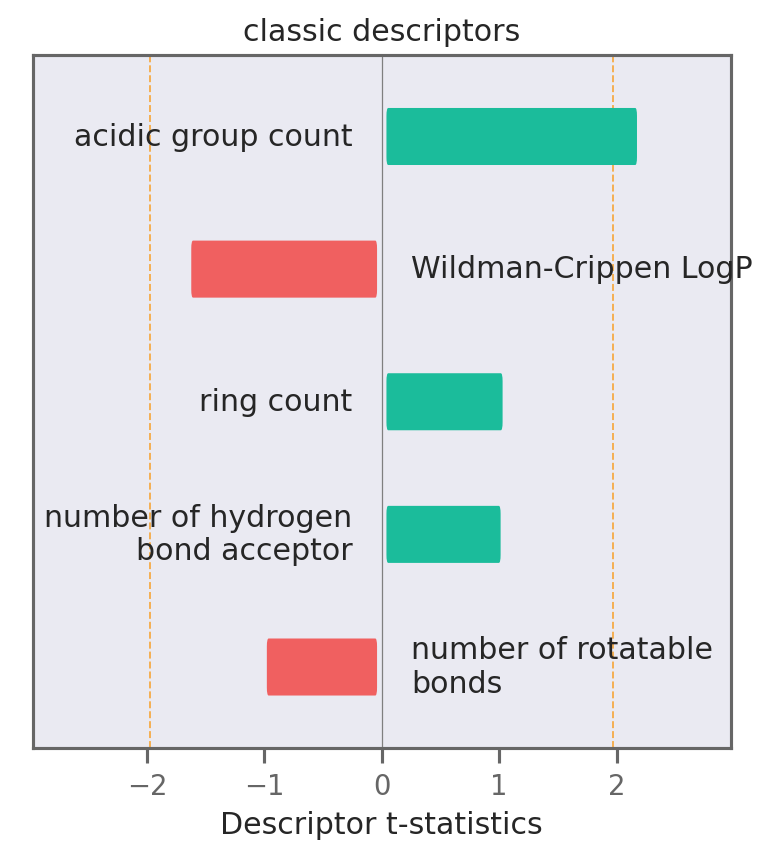 classic descriptors
acidic group count
Wildman-Crippen LogP
ring count
number of hydrogen
bond acceptor
number of rotatable
bonds
−2 −1 0 1 2
Descriptor t-statistics